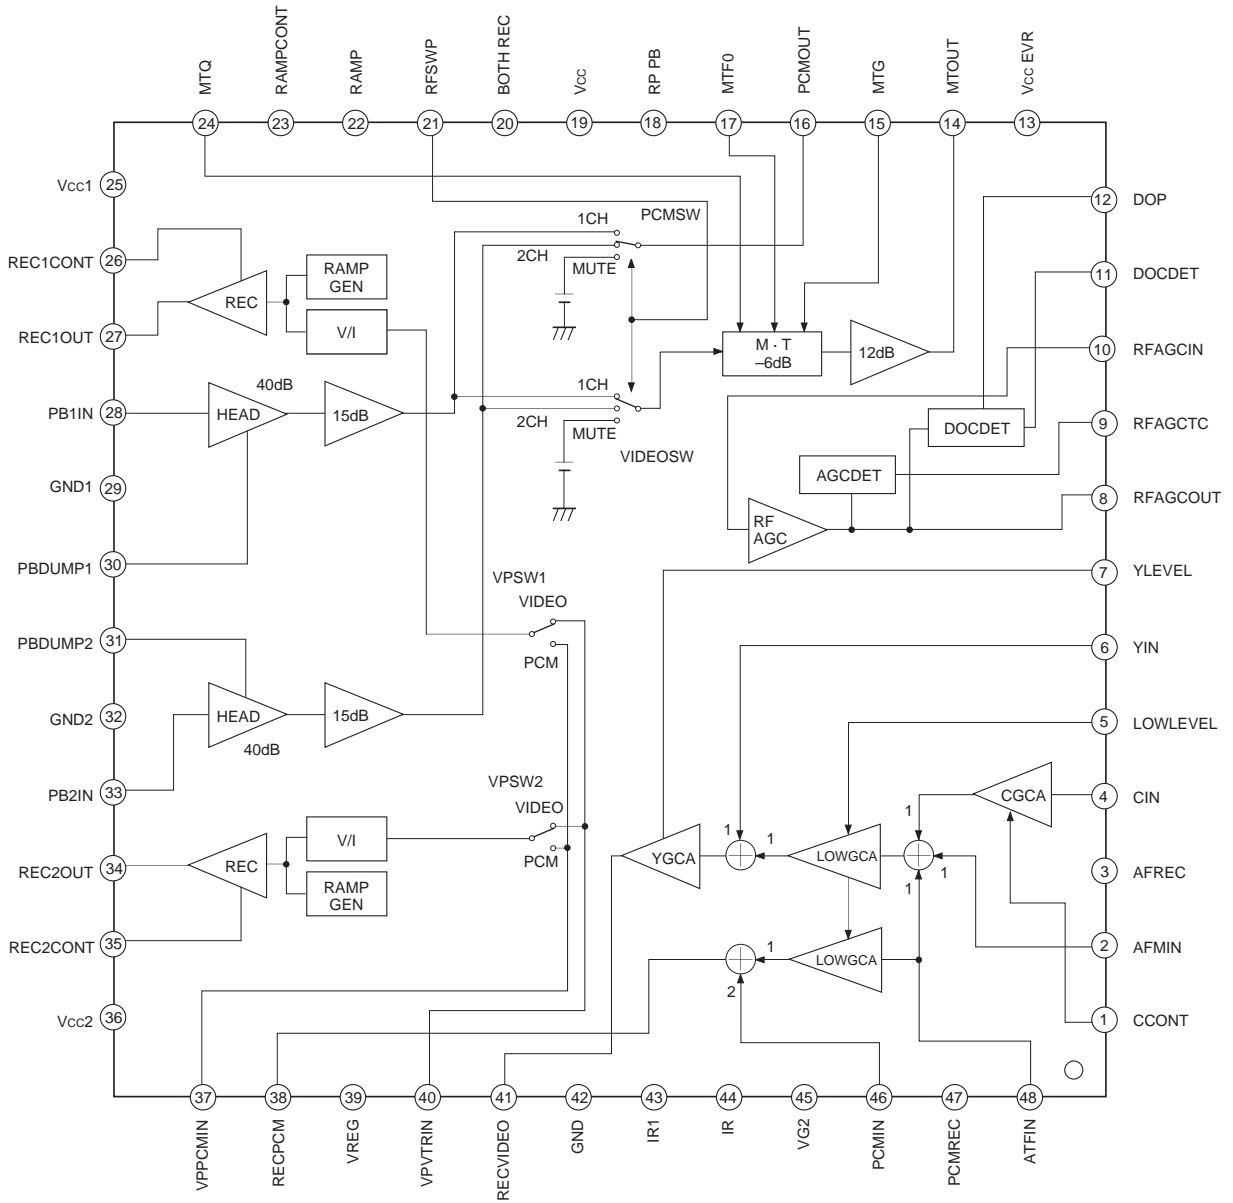 MTQ
RAMPCONT
RAMP
RFSWP
BOTH REC
Vcc
RP PB
MTF0
PCMOUT
MTG
MTOUT
Vcc EVR
24
23
22
21
20
19
18
17
16
15
14
13
Vcc1
25
REC1CONT
26
REC1OUT
27
PB1IN
28
GND1
29
PBDUMP1
30
PBDUMP2
31
GND2
32
PB2IN
33
REC2OUT
34
REC2CONT
35
Vcc2
36
REC
RAMP
GEN
V/I
40dB
HEAD
15dB
1CH
PCMSW
2CH
MUTE
1CH
2CH
MUTE
VIDEOSW
M · T
–6dB
12dB
DOCDET
AGCDET
RF
AGC
VPSW1
VIDEO
PCM
HEAD
15dB
40dB
VPSW2
VIDEO
PCM
V/I
REC
RAMP
GEN
CGCA
1
1
1
LOWGCA
1
1
YGCA
LOWGCA
1
2
12
DOP
11
DOCDET
10
RFAGCIN
9
RFAGCTC
8
RFAGCOUT
7
YLEVEL
6
YIN
5
LOWLEVEL
4
CIN
3
AFREC
2
AFMIN
1
CCONT
37
38
39
40
41
42
43
44
45
46
47
48
VPPCMIN
RECPCM
VREG
VPVTRIN
RECVIDEO
GND
IR1
IR
VG2
PCMIN
PCMREC
ATFIN